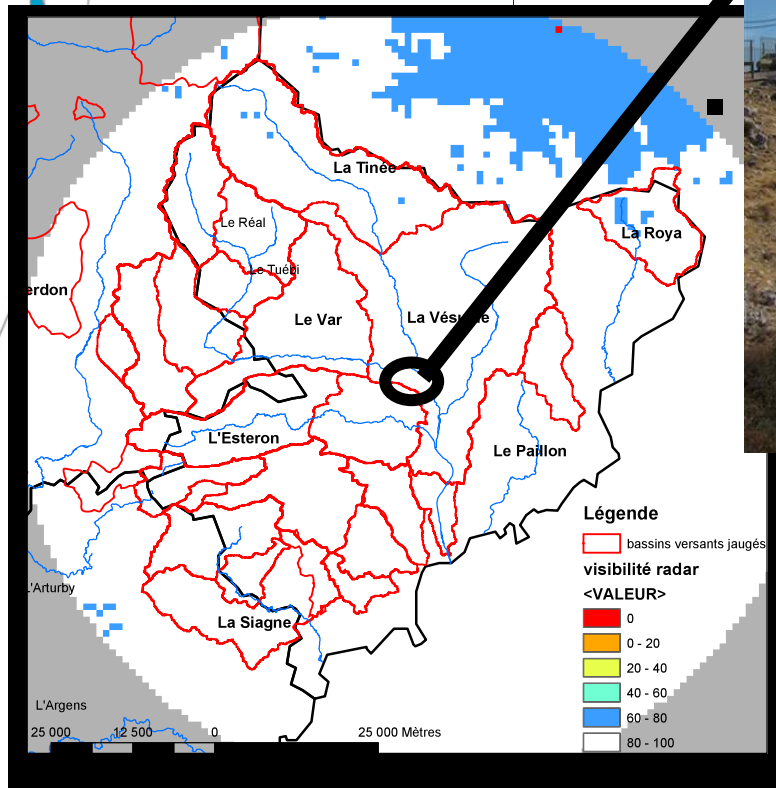 La Tinée
Le Réal
La Roya
Le Tuébi
erdon
Le Var
La Vésubie
L'Esteron
Le Paillon
Légende
bassins versants jaugés
visibilité radar
<VALEUR>
0
L'Arturby
La Siagne
0 - 20
20 - 40
40 - 60
L'Argens
60 - 80
25 000 12 500 0 25 000 Mètres
80 - 100